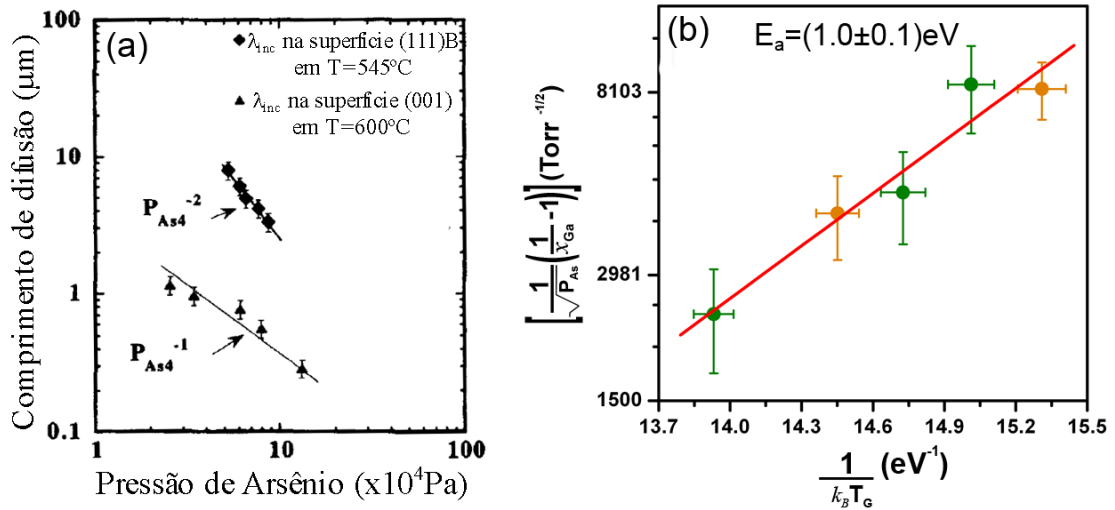 (a)
λinc na superfície (111)B
em T=545°C
λinc na superfície (001)
em T=600°C
Comprimento de difusão (μm)
100
10
1
0.1
PAs4-2
PAs4-1
1
10
100
Pressão de Arsênio (x10⁴Pa)
(b)
Ea=(1.0±0.1)eV
[1/√PAs (1/xGa -1)] (Torr -1/2)
8103
2981
1500
13.7
14.0
14.3
14.6
14.9
15.2
15.5
1/kBTG (eV-1)